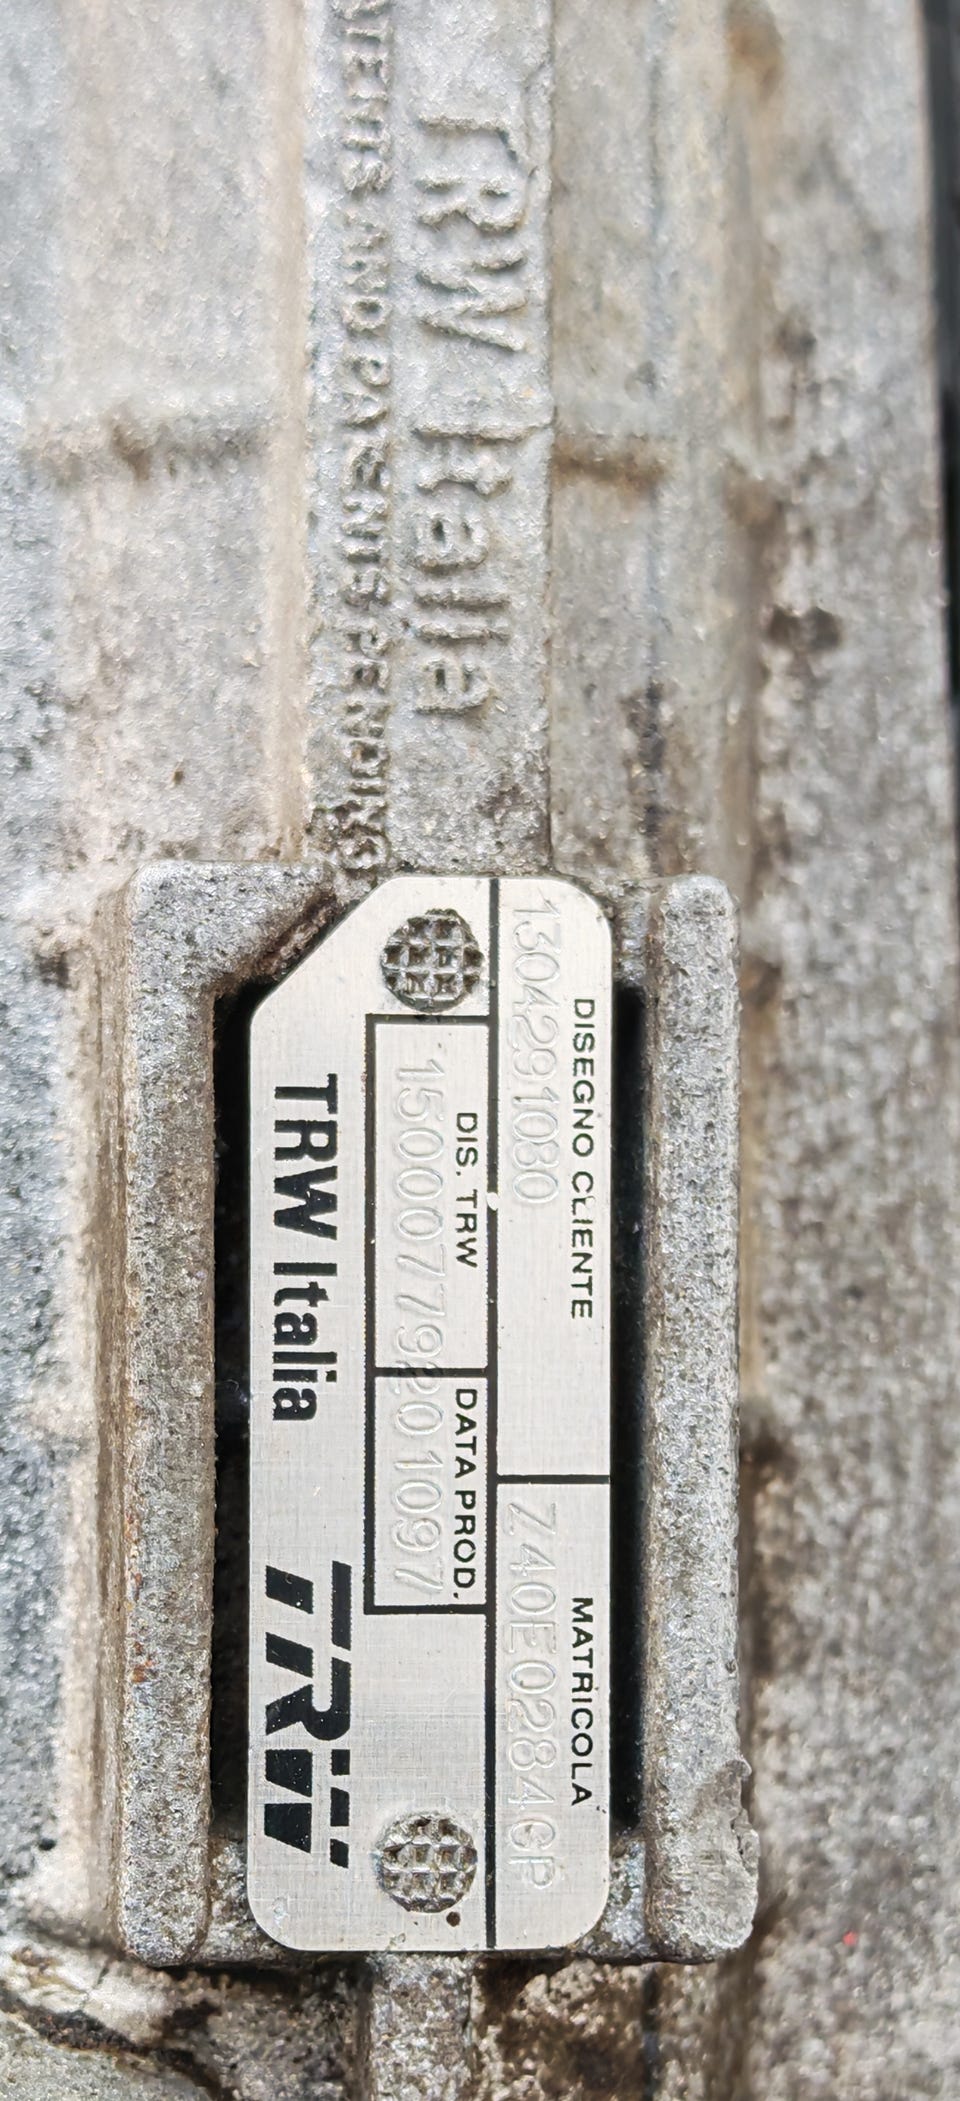 TRW Italia
AND PATENTS PENDING
DISEGNO CLIENTE MATRICOLA
1304291080 Z40E0284GP
DIS. TRW DATA PROD.
15000779 201097
TRW Italia TRW